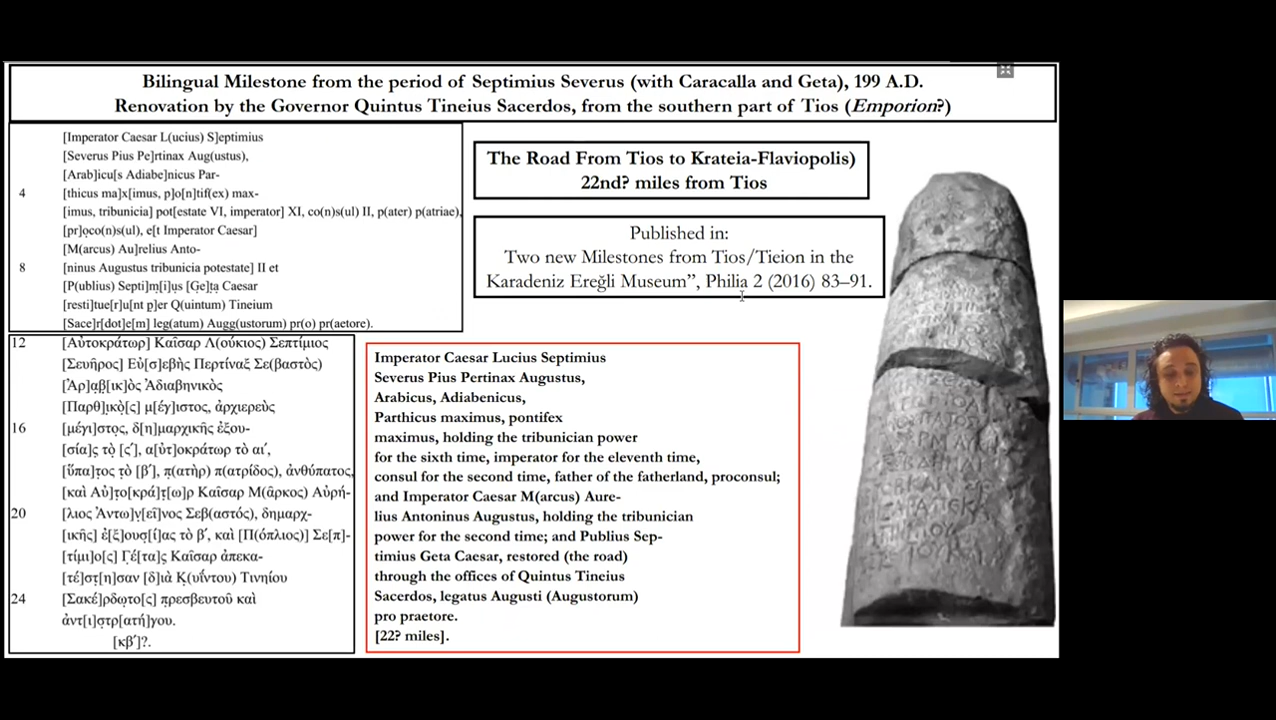 Bilingual Milestone from the period of Septimius Severus (with Caracalla and Geta), 199 A.D.
Renovation by the Governor Quintus Tineius Sacerdos, from the southern part of Tios (Emporion?)
[Imperator Caesar L(ucius) S]eptimius
[Severus Pius Pe]rtinax Aug(ustus),
[Arab]icu[s Adiabe]nicus Par-
4 [thicus ma]x[imus, p]o[n]tif(ex) max-
[imus, tribunicia] pot[estate VI, imperator] XI, co(n)s(ul) II, p(ater) p(atriae),
[pr]oco(n)s(ul), e[t Imperator Caesar]
[M(arcus) Au]relius Anto-
8 [ninus Augustus tribunicia potestate] II et
[P(ublius) Septi]m[i]us [Ge]ta Caesar
[resti]tue[r]u[nt p]er Q(uintum) Tineium
[Sace]r[dot]e[m] leg(atum) Augg(ustorum) pr(o) pr(aetore).
12 [Αὐτοκράτωρ] Καῖσαρ Λ(ούκιος) Σεπτίμιος
[Σευῆρος] Εὐ[σ]εβὴς Περτίναξ Σε(βαστὸς)
[Ἀρ]αβ[ικ]ὸς Ἀδιαβηνικὸς
[Παρθ]ικὸ[ς] μ[έγ]ιστος, ἀρχιερεὺς
16 [μέγι]στος, δ[η]μαρχικῆς ἐξου-
[σία]ς τὸ [ϛ′], α[ὐτ]οκράτωρ τὸ αι′,
[ὕπα]τος τὸ [β′], π(ατὴρ) π(ατρίδος), ἀνθύπατος,
[καὶ Αὐ]το[κρά]τ[ω]ρ Καῖσαρ Μ(ᾶρκος) Αὐρή-
20 [λιος Ἀντω]ν[εῖ]νος Σεβ(αστός), δημαρχ-
[ικῆς] ἐ[ξ]ουσ[ί]ας τὸ β′, καὶ [Π(όπλιος)] Σε[π]-
[τίμι]ο[ς] Γέ[τα]ς Καῖσαρ ἀπεκα-
[τέ]στ[η]σαν [δ]ιὰ Κ(υΐντου) Τινηίου
24 [Σακέ]ρδωτο[ς] πρεσβευτοῦ καὶ
ἀντ[ι]στρ[ατή]γου.
[κβ′]?.
The Road From Tios to Krateia-Flaviopolis)
22nd? miles from Tios
Published in:
Two new Milestones from Tios/Tieion in the
Karadeniz Ereğli Museum”, Philia 2 (2016) 83–91.
Imperator Caesar Lucius Septimius
Severus Pius Pertinax Augustus,
Arabicus, Adiabenicus,
Parthicus maximus, pontifex
maximus, holding the tribunician power
for the sixth time, imperator for the eleventh time,
consul for the second time, father of the fatherland, proconsul;
and Imperator Caesar M(arcus) Aure-
lius Antoninus Augustus, holding the tribunician
power for the second time; and Publius Sep-
timius Geta Caesar, restored (the road)
through the offices of Quintus Tineius
Sacerdos, legatus Augusti (Augustorum)
pro praetore.
[22? miles].